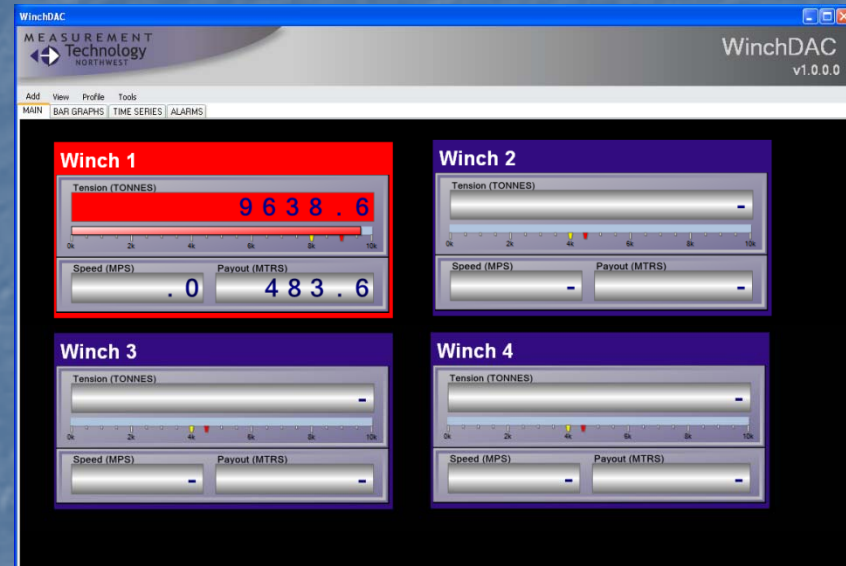 WinchDAC
MEASUREMENT
Technology
NORTHWEST
WinchDAC
v1.0.0.0
Add View Profile Tools
MAIN BAR GRAPHS TIME SERIES ALARMS
Winch 1
Tension (TONNES)
9638.6
0k 2k 4k 6k 8k 10k
Speed (MPS) Payout (MTRS)
.0 483.6
Winch 2
Tension (TONNES)
-
0k 2k 4k 6k 8k 10k
Speed (MPS) Payout (MTRS)
- -
Winch 3
Tension (TONNES)
-
0k 2k 4k 6k 8k 10k
Speed (MPS) Payout (MTRS)
- -
Winch 4
Tension (TONNES)
-
0k 2k 4k 6k 8k 10k
Speed (MPS) Payout (MTRS)
- -